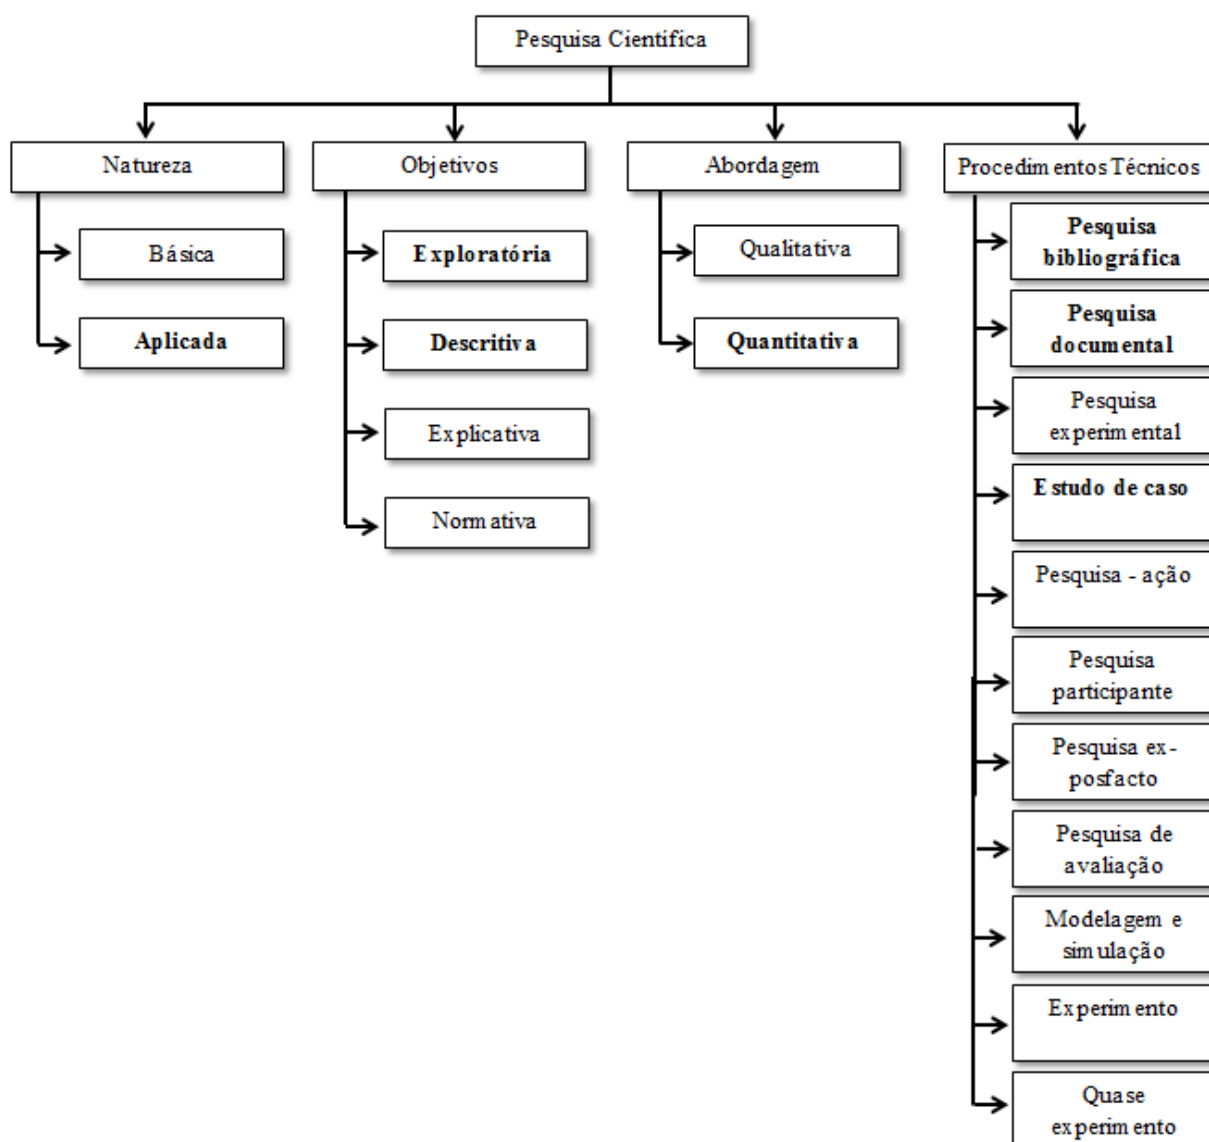 Pesquisa Científica
Natureza
Básica
Aplicada
Objetivos
Exploratória
Descritiva
Explicativa
Normativa
Abordagem
Qualitativa
Quantitativa
Procedimentos Técnicos
Pesquisa
bibliográfica
Pesquisa
documental
Pesquisa
experimental
Estudo de caso
Pesquisa - ação
Pesquisa
participante
Pesquisa ex-
posfacto
Pesquisa de
avaliação
Modelagem e
simulação
Experimento
Quase
experimento